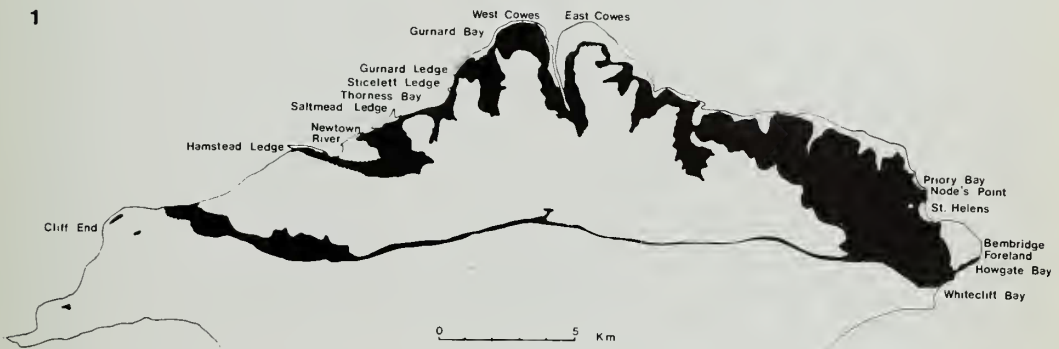 1
West Cowes
East Cowes
Gurnard Bay
Gurnard Ledge
Sticelett Ledge
Thorness Bay
Saltmead Ledge
Newtown
River
Hamstead Ledge
Cliff End
Priory Bay
Node's Point
St. Helens
Bembridge
Foreland
Howgate Bay
Whitecliff Bay
0 5 Km